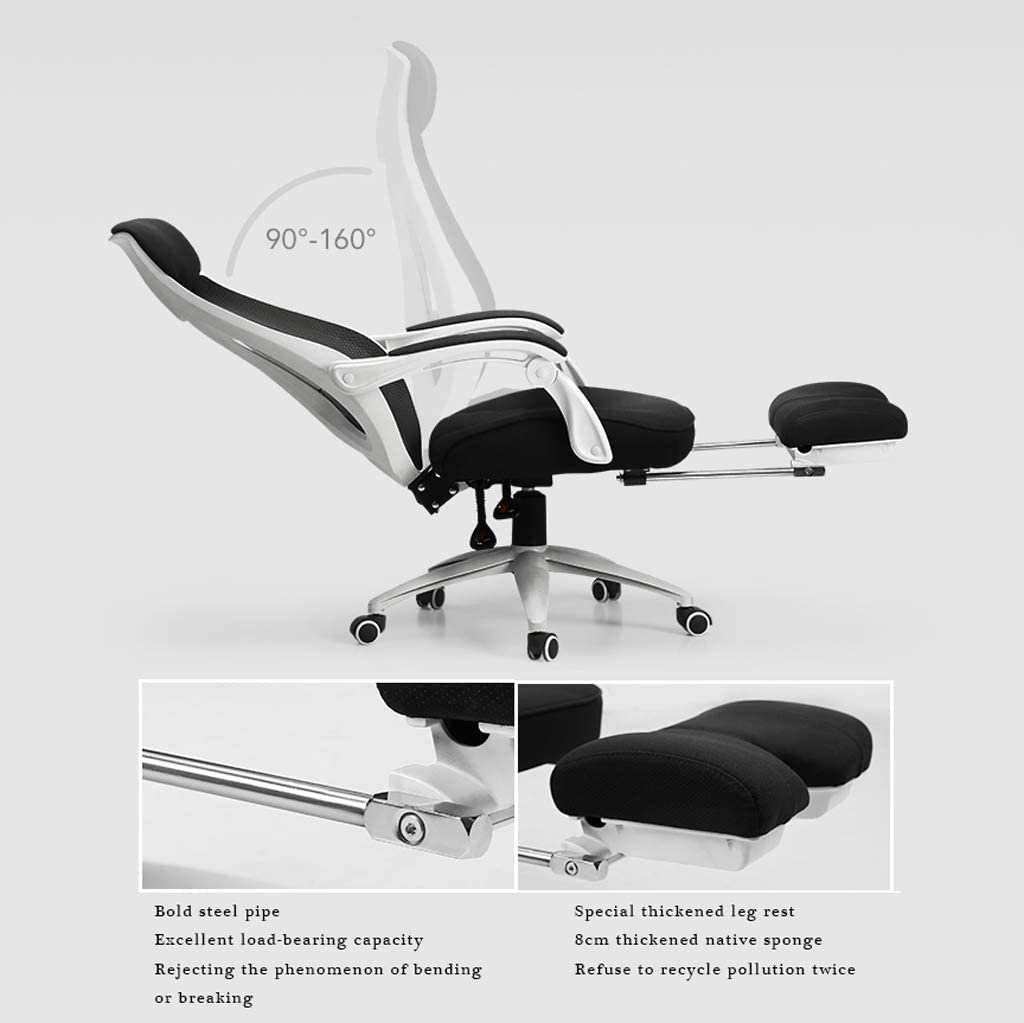 90°-160°
Bold steel pipe
Excellent load-bearing capacity
Rejecting the phenomenon of bending
or breaking
Special thickened leg rest
8cm thickened native sponge
Refuse to recycle pollution twice